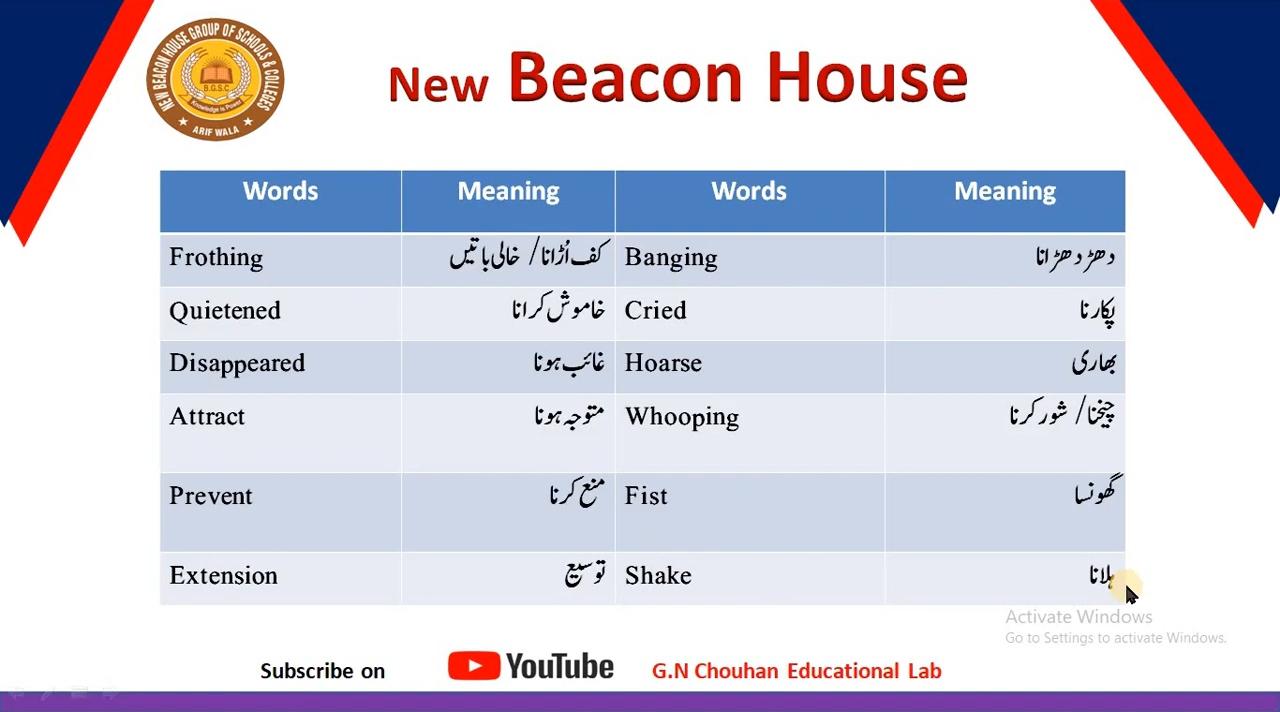 NEW BEACON HOUSE GROUP OF SCHOOLS & COLLEGES
B.G.S.C
Knowledge is Power
ARIF WALA
New Beacon House
Words Meaning Words Meaning
Frothing کف اُڑانا / خالی باتیں Banging دھڑ دھڑانا
Quietened خاموش کرانا Cried پکارنا
Disappeared غائب ہونا Hoarse بھاری
Attract متوجہ ہونا Whooping چیخنا / شور کرنا
Prevent منع کرنا Fist گھونسا
Extension توسیع Shake ہلانا
Activate Windows
Go to Settings to activate Windows.
Subscribe on YouTube G.N Chouhan Educational Lab